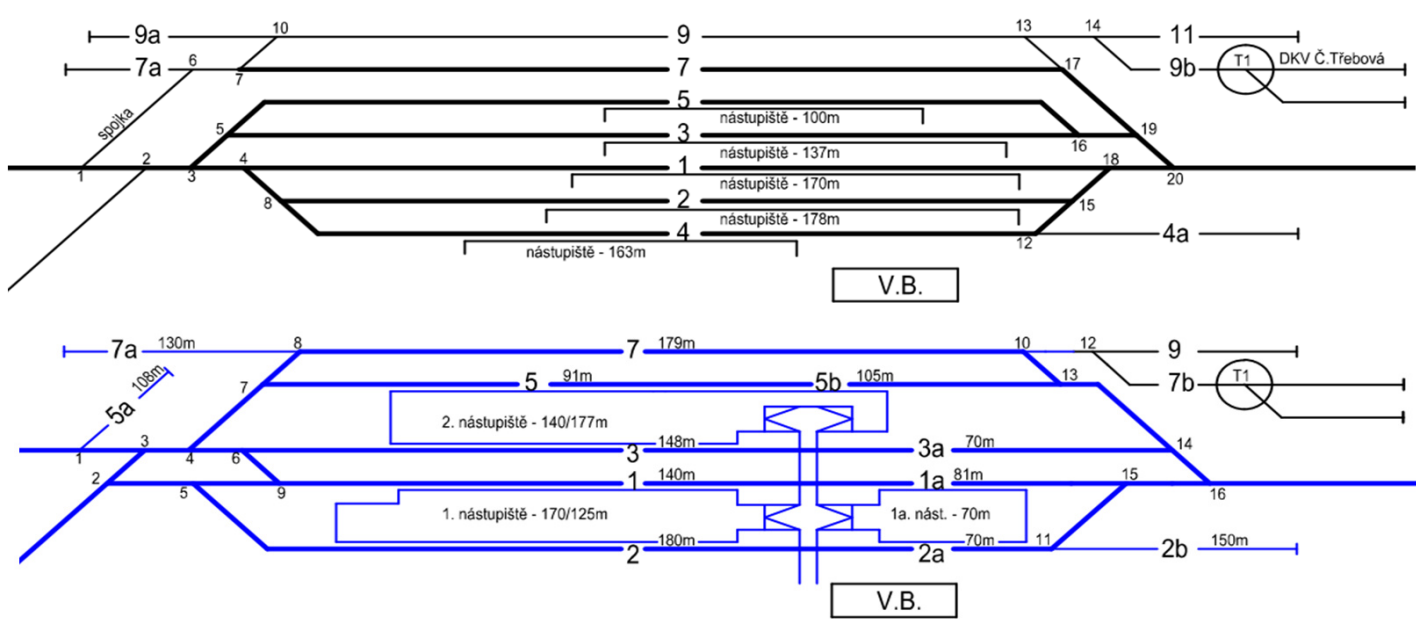 10 13 14
9a 9 11
6 T1 DKV Č.Třebová
7a 7 7 9b
17
spojka
5
nástupiště - 100m
5 3 19
16
nástupiště - 137m
2 4 1 18
1 3 20
nástupiště - 170m
8 2 15
nástupiště - 178m
4 4a
12
nástupiště - 163m
V.B.
7a 130m 8 7 179m 10 12 9
108m T1
7 5 91m 5b 105m 13 7b
5a
2. nástupiště - 140/177m
3 148m 70m 14
1 4 6 3 3a
2 1 140m 1a 81m 15
5 9 16
1. nástupiště - 170/125m 1a. nást. - 70m
180m 70m 11 150m
2 2a 2b
V.B.